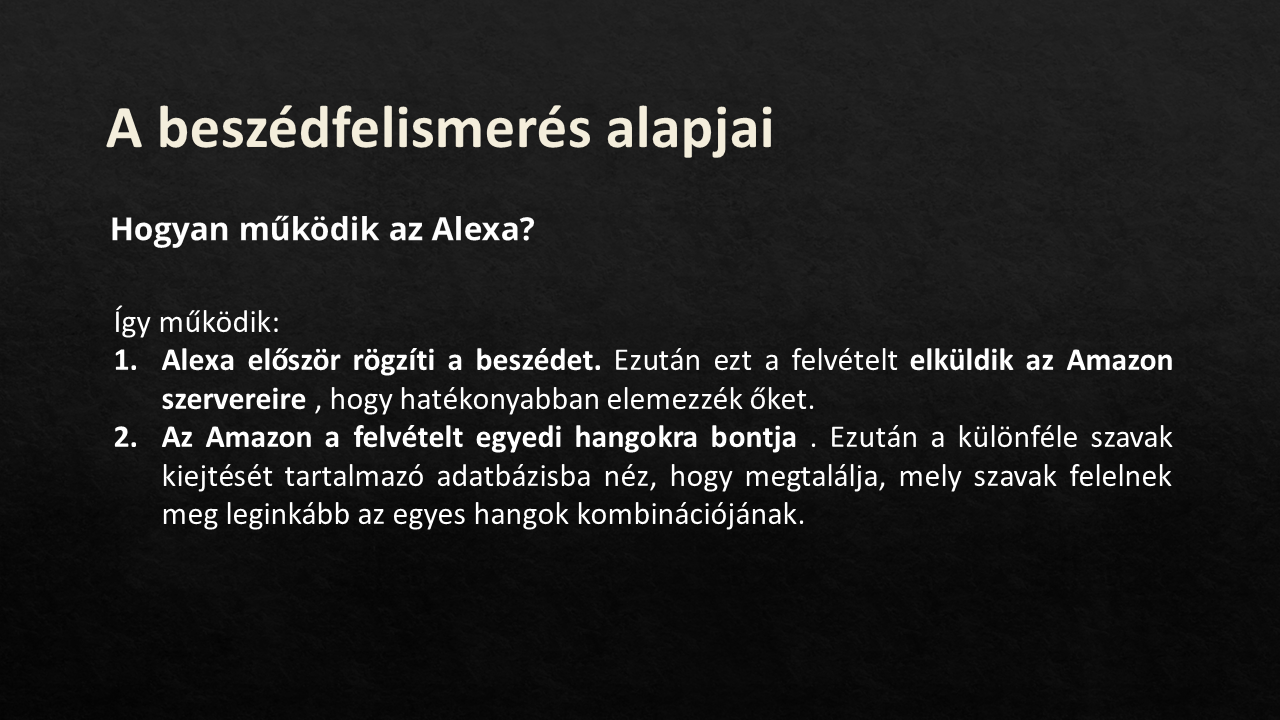 A beszédfelismerés alapjai
Hogyan működik az Alexa?
Így működik:
1. Alexa először rögzíti a beszédet. Ezután ezt a felvételt elküldik az Amazon
szervereire , hogy hatékonyabban elemezzék őket.
2. Az Amazon a felvételt egyedi hangokra bontja . Ezután a különféle szavak
kiejtését tartalmazó adatbázisba néz, hogy megtalálja, mely szavak felelnek
meg leginkább az egyes hangok kombinációjának.